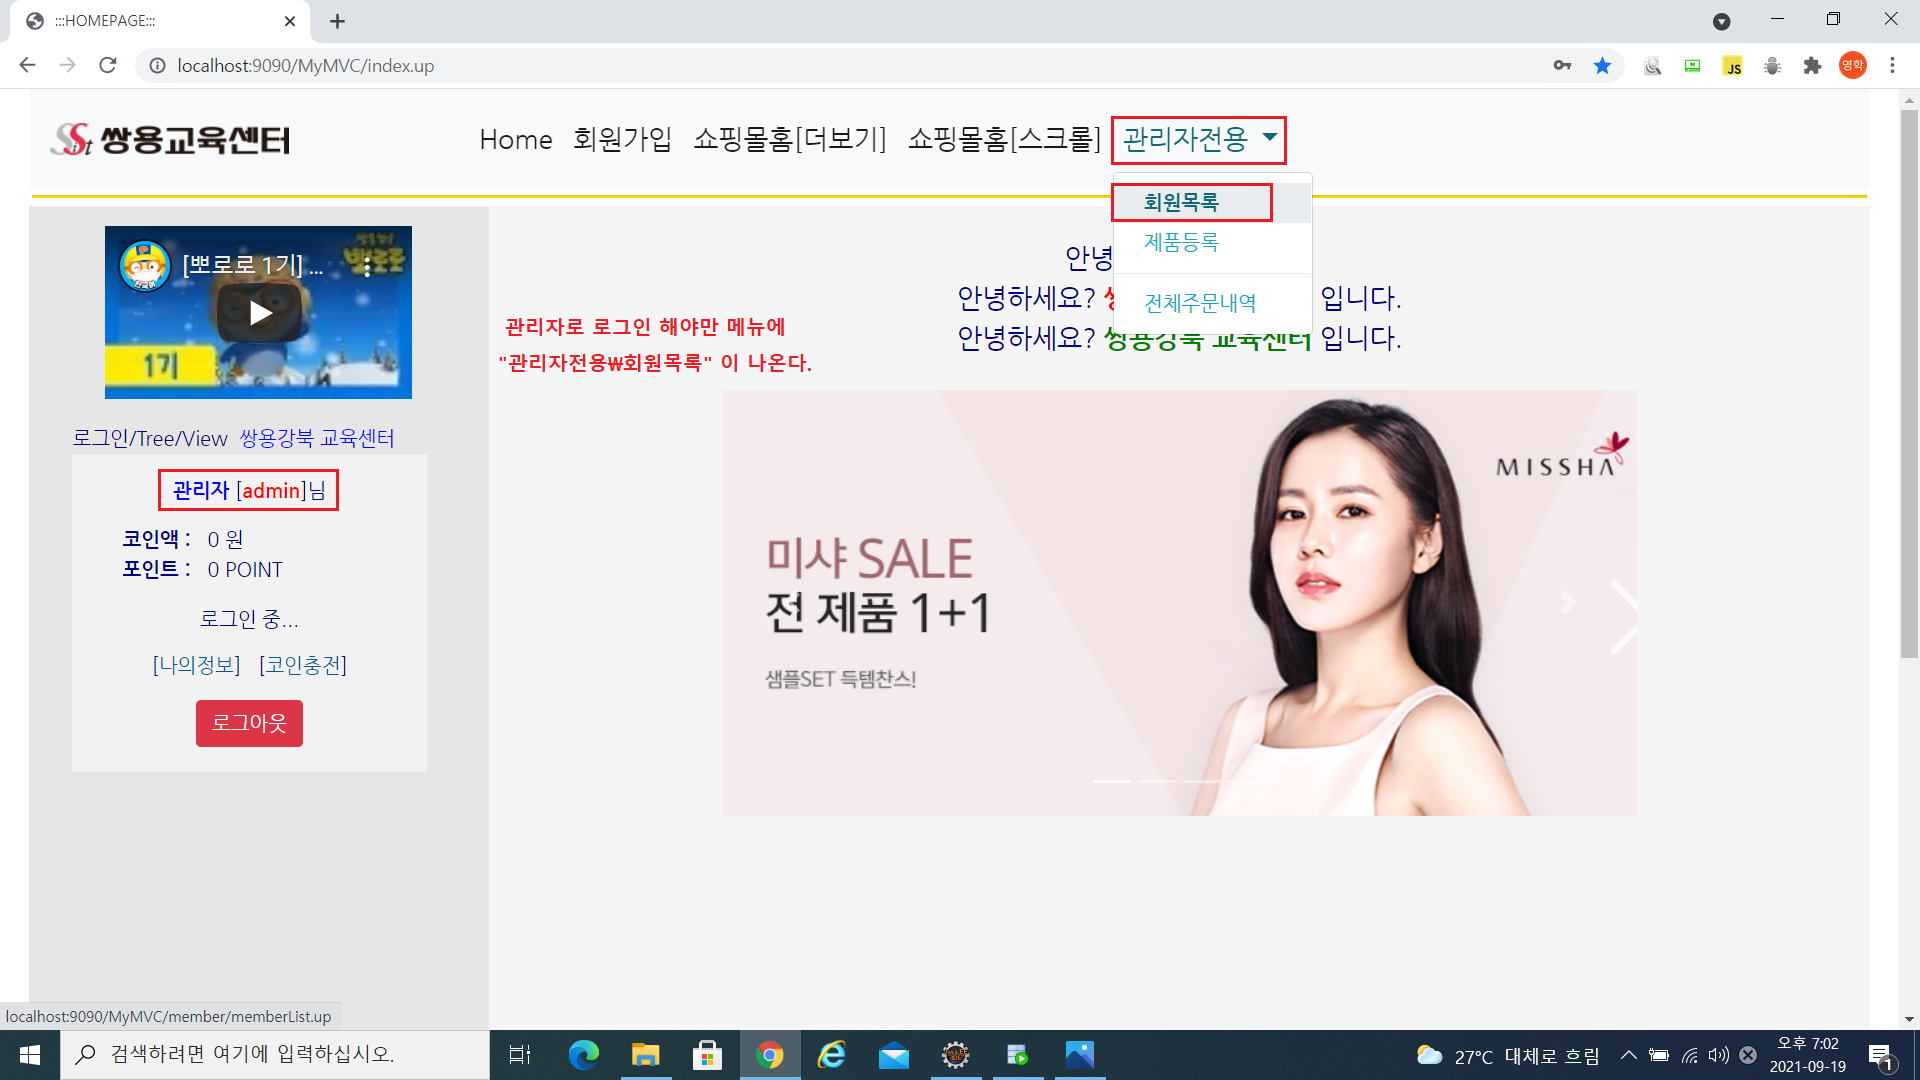 :::HOMEPAGE:::
localhost:9090/MyMVC/index.up
JS
영학
SSit 쌍용교육센터
Home 회원가입 쇼핑몰홈[더보기] 쇼핑몰홈[스크롤] 관리자전용
회원목록
제품등록
전체주문내역
[뽀로로 1기] ...
1기
안녕
안녕하세요? 쌍 입니다.
안녕하세요? 쌍용강북 교육센터 입니다.
관리자로 로그인 해야만 메뉴에
"관리자전용₩회원목록" 이 나온다.
로그인/Tree/View 쌍용강북 교육센터
관리자 [admin]님
코인액 : 0 원
포인트 : 0 POINT
로그인 중...
[나의정보] [코인충전]
로그아웃
MISSHA
미샤 SALE
전 제품 1+1
샘플SET 득템찬스!
localhost:9090/MyMVC/member/memberList.up
검색하려면 여기에 입력하십시오.
27°C 대체로 흐림
오후 7:02
2021-09-19
1